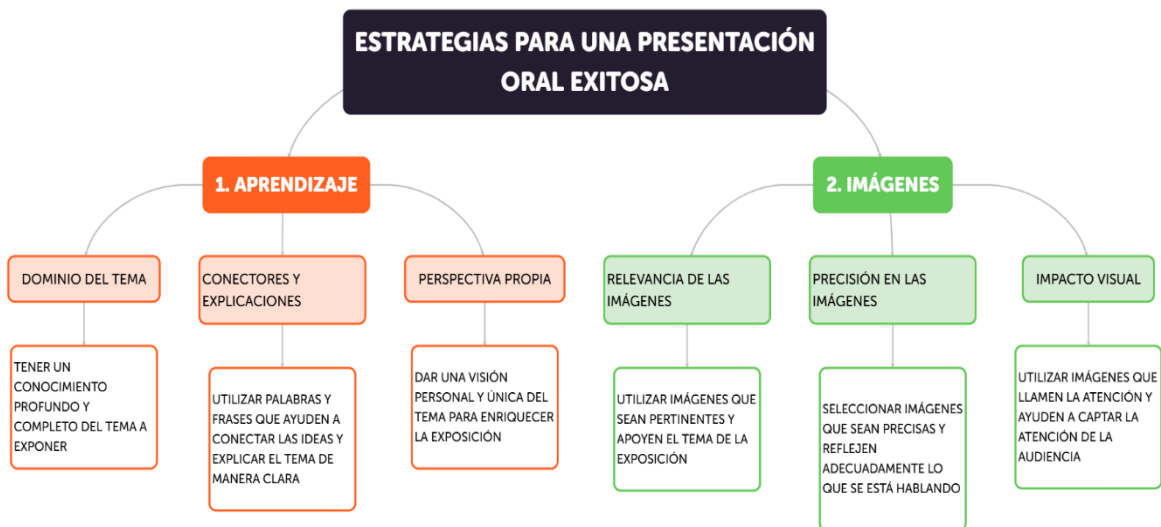 ESTRATEGIAS PARA UNA PRESENTACIÓN
ORAL EXITOSA
1. APRENDIZAJE
2. IMÁGENES
DOMINIO DEL TEMA
CONECTORES Y
EXPLICACIONES
PERSPECTIVA PROPIA
RELEVANCIA DE LAS
IMÁGENES
PRECISIÓN EN LAS
IMÁGENES
IMPACTO VISUAL
TENER UN
CONOCIMIENTO
PROFUNDO Y
COMPLETO DEL TEMA A
EXPONER
UTILIZAR PALABRAS Y
FRASES QUE AYUDEN A
CONECTAR LAS IDEAS Y
EXPLICAR EL TEMA DE
MANERA CLARA
DAR UNA VISIÓN
PERSONAL Y ÚNICA DEL
TEMA PARA ENRIQUECER
LA EXPOSICIÓN
UTILIZAR IMÁGENES QUE
SEAN PERTINENTES Y
APOYEN EL TEMA DE LA
EXPOSICIÓN
SELECCIONAR IMÁGENES
QUE SEAN PRECISAS Y
REFLEJEN
ADECUADAMENTE LO
QUE SE ESTÁ HABLANDO
UTILIZAR IMÁGENES QUE
LLAMEN LA ATENCIÓN Y
AYUDEN A CAPTAR LA
ATENCIÓN DE LA
AUDIENCIA